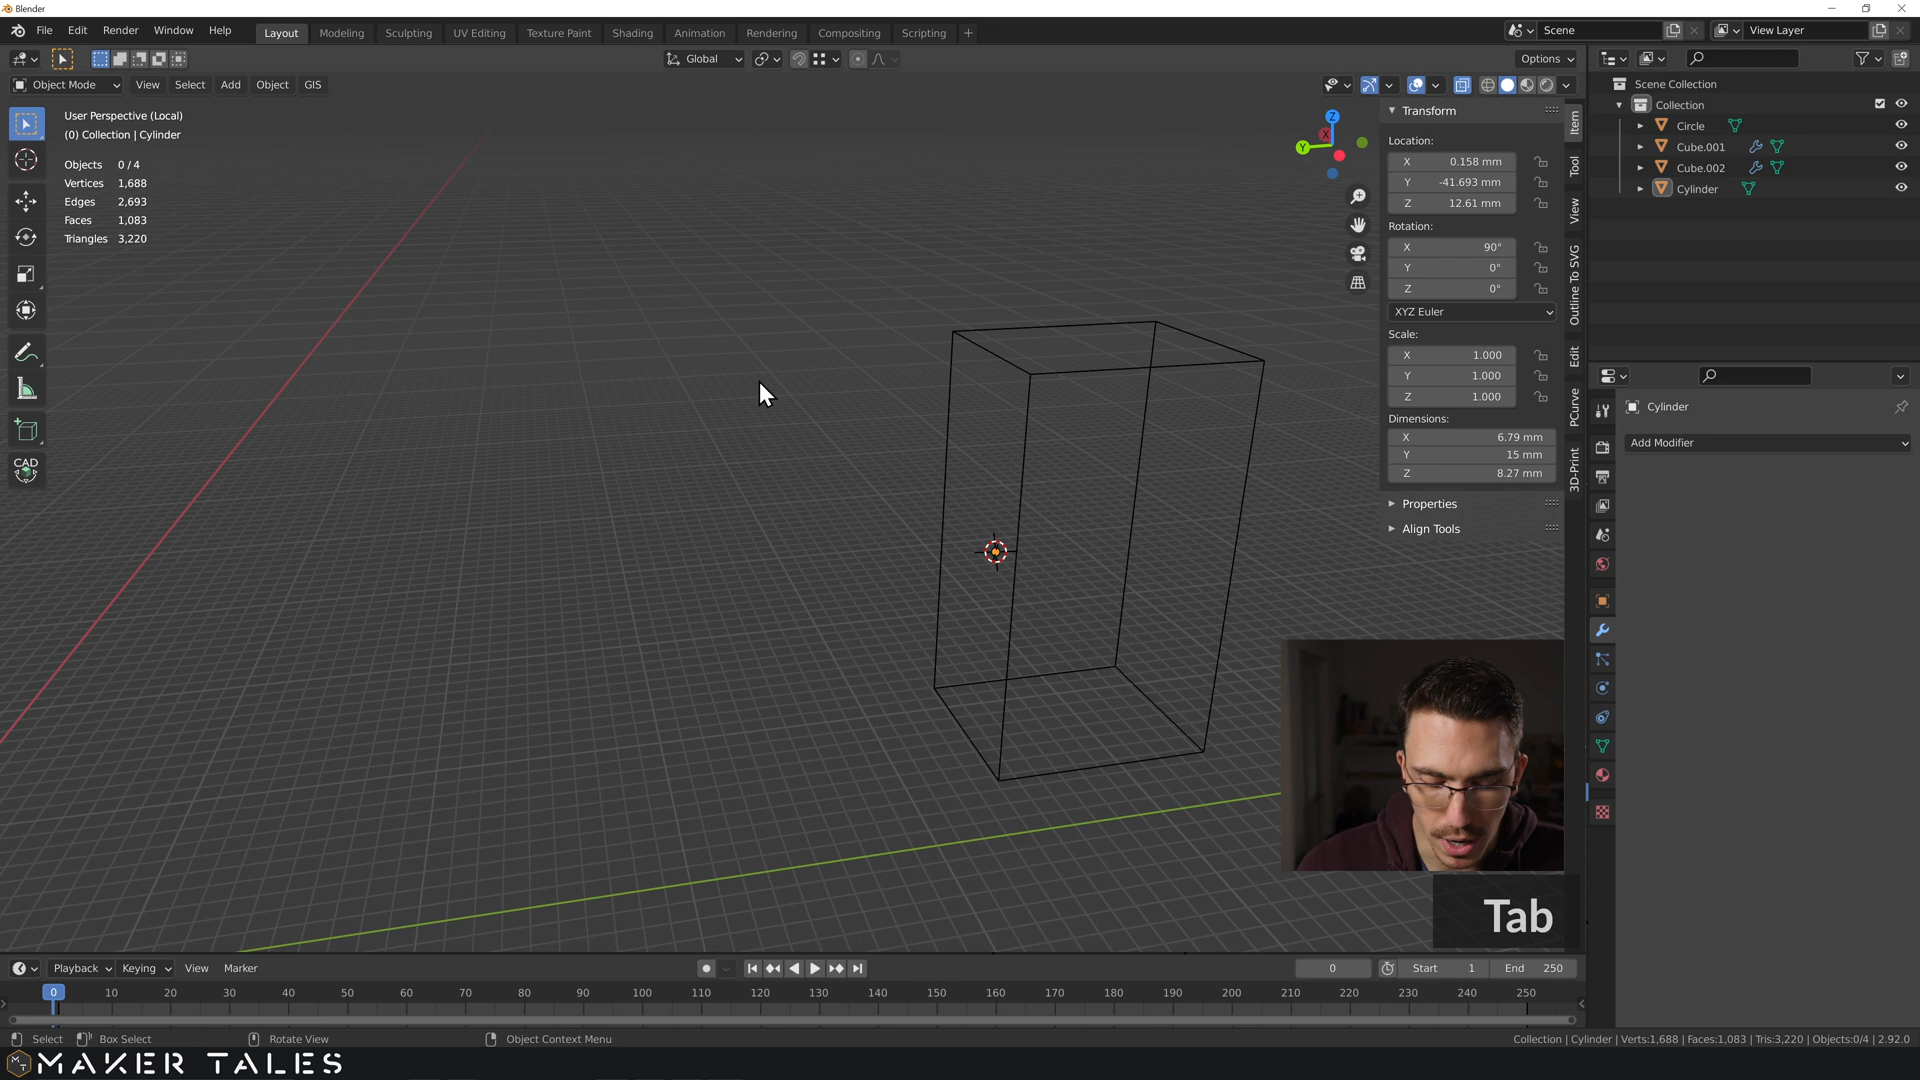 Blender
File Edit Render Window Help Layout Modeling Sculpting UV Editing Texture Paint Shading Animation Rendering Compositing Scripting + Scene View Layer
Global Options
Object Mode View Select Add Object GIS
User Perspective (Local)
(0) Collection | Cylinder
Objects 0 / 4
Vertices 1,688
Edges 2,693
Faces 1,083
Triangles 3,220
CAD
Z
X
Y
Transform
Location:
X 0.158 mm
Y -41.693 mm
Z 12.61 mm
Rotation:
X 90°
Y 0°
Z 0°
XYZ Euler
Scale:
X 1.000
Y 1.000
Z 1.000
Dimensions:
X 6.79 mm
Y 15 mm
Z 8.27 mm
Properties
Align Tools
Item
Tool
View
Outline To SVG
Edit
PCurve
3D-Print
Scene Collection
Collection
Circle
Cube.001
Cube.002
Cylinder
Cylinder
Add Modifier
Tab
Playback Keying View Marker 0 Start 1 End 250
0 10 20 30 40 50 60 70 80 90 100 110 120 130 140 150 160 170 180 190 200 210 220 230 240 250
Select Box Select Rotate View Object Context Menu Collection | Cylinder | Verts:1,688 | Faces:1,083 | Tris:3,220 | Objects:0/4 | 2.92.0
MAKER TALES